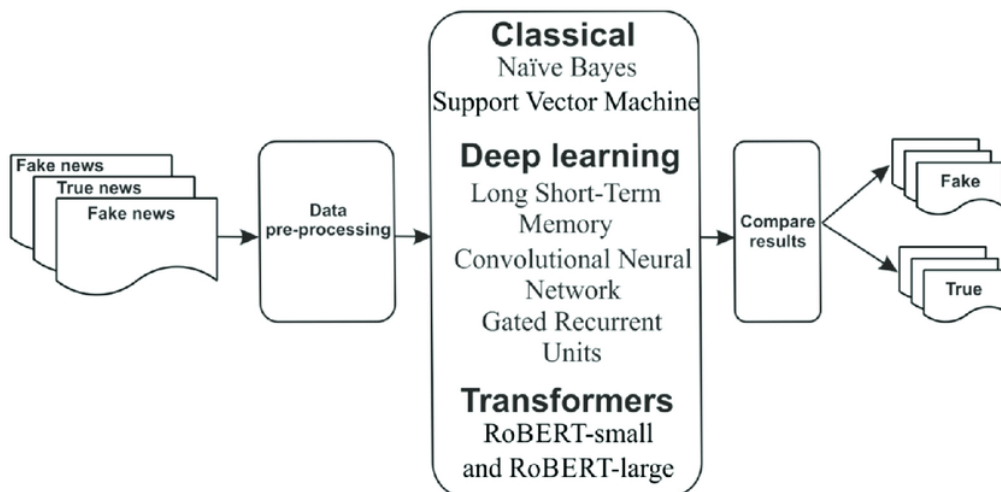 Fake news
True news
Fake news
Data
pre-processing
Classical
Naïve Bayes
Support Vector Machine
Deep learning
Long Short-Term
Memory
Convolutional Neural
Network
Gated Recurrent
Units
Transformers
RoBERT-small
and RoBERT-large
Compare
results
Fake
True